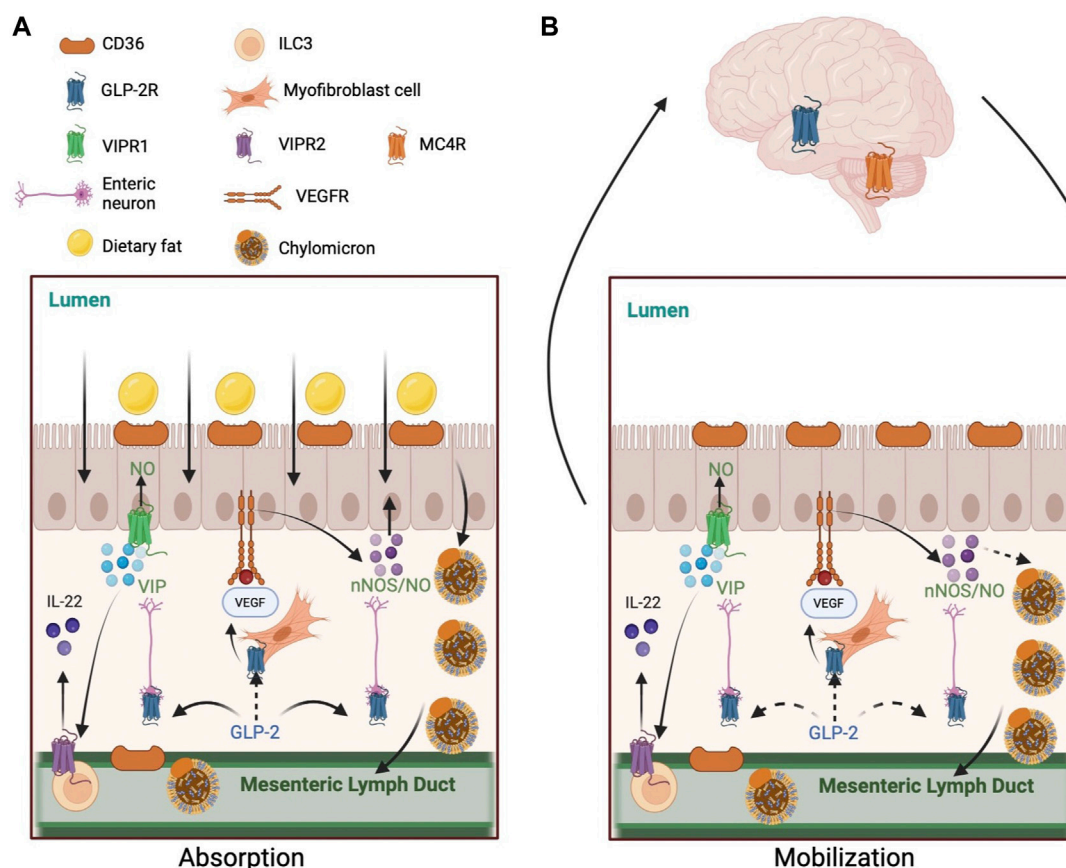 A
CD36
ILC3
GLP-2R
Myofibroblast cell
VIPR1
VIPR2
MC4R
Enteric
neuron
VEGFR
Dietary fat
Chylomicron
Lumen
NO
VIP
nNOS/NO
IL-22
VEGF
GLP-2
Mesenteric Lymph Duct
Absorption
B
Lumen
NO
VIP
nNOS/NO
IL-22
VEGF
GLP-2
Mesenteric Lymph Duct
Mobilization